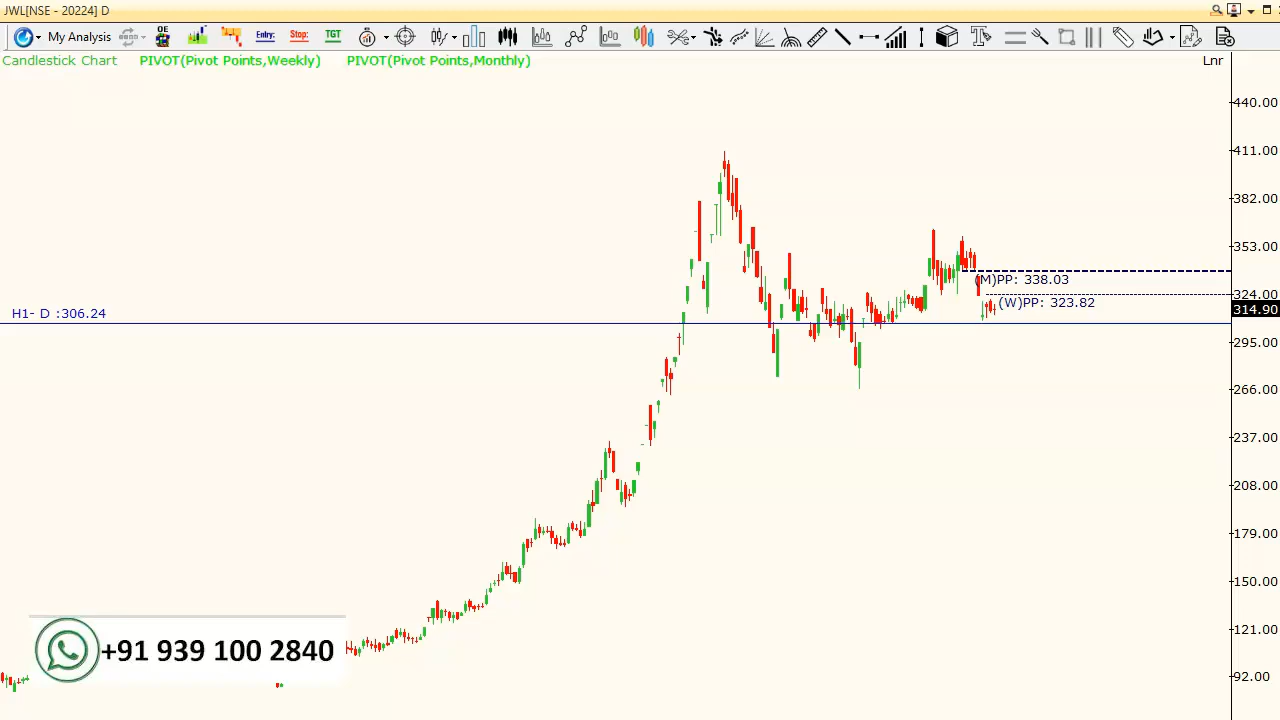 JWL[NSE - 20224] D
My Analysis
OE
Entry:
Stop:
TGT
Candlestick Chart PIVOT(Pivot Points,Weekly) PIVOT(Pivot Points,Monthly)
Lnr
440.00
411.00
382.00
353.00
(M)PP: 338.03
324.00
(W)PP: 323.82
314.90
H1- D :306.24
295.00
266.00
237.00
208.00
179.00
150.00
121.00
+91 939 100 2840
92.00